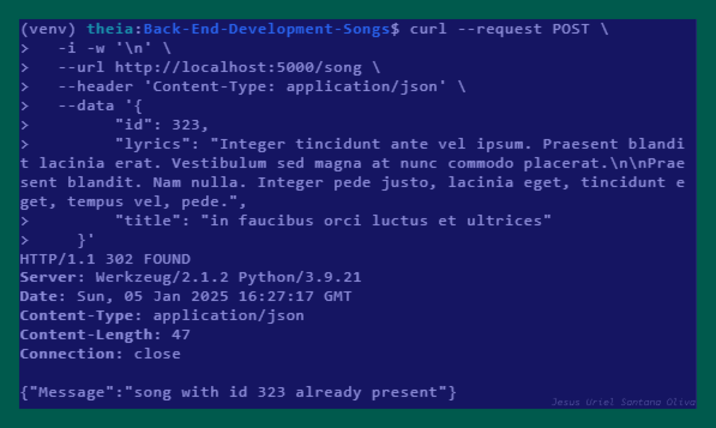 (venv) theia:Back-End-Development-Songs$ curl --request POST \
>   -i -w '\n' \
>   --url http://localhost:5000/song \
>   --header 'Content-Type: application/json' \
>   --data '{
>         "id": 323,
>         "lyrics": "Integer tincidunt ante vel ipsum. Praesent blandi
t lacinia erat. Vestibulum sed magna at nunc commodo placerat.\n\nPrae
sent blandit. Nam nulla. Integer pede justo, lacinia eget, tincidunt e
get, tempus vel, pede.",
>         "title": "in faucibus orci luctus et ultrices"
>     }'
HTTP/1.1 302 FOUND
Server: Werkzeug/2.1.2 Python/3.9.21
Date: Sun, 05 Jan 2025 16:27:17 GMT
Content-Type: application/json
Content-Length: 47
Connection: close
{"Message":"song with id 323 already present"}
Jesus Uriel Santana Oliva